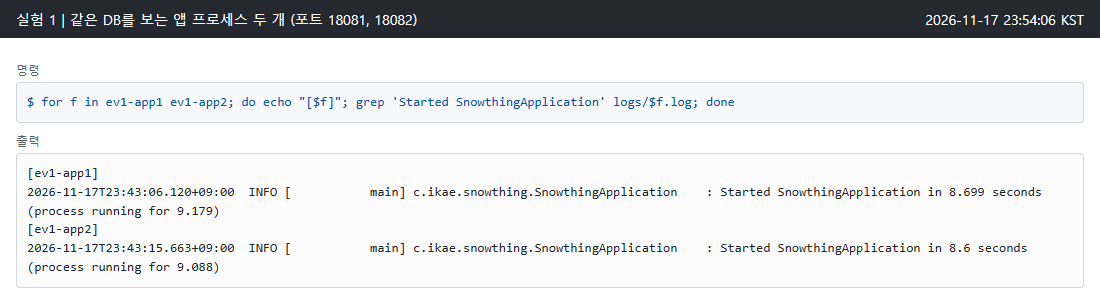 실험 1 | 같은 DB를 보는 앱 프로세스 두 개 (포트 18081, 18082)
2026-11-17 23:54:06 KST
명령
$ for f in ev1-app1 ev1-app2; do echo "[$f]"; grep 'Started SnowthingApplication' logs/$f.log; done
출력
[ev1-app1]
2026-11-17T23:43:06.120+09:00  INFO [           main] c.ikae.snowthing.SnowthingApplication    : Started SnowthingApplication in 8.699 seconds
(process running for 9.179)
[ev1-app2]
2026-11-17T23:43:15.663+09:00  INFO [           main] c.ikae.snowthing.SnowthingApplication    : Started SnowthingApplication in 8.6 seconds
(process running for 9.088)